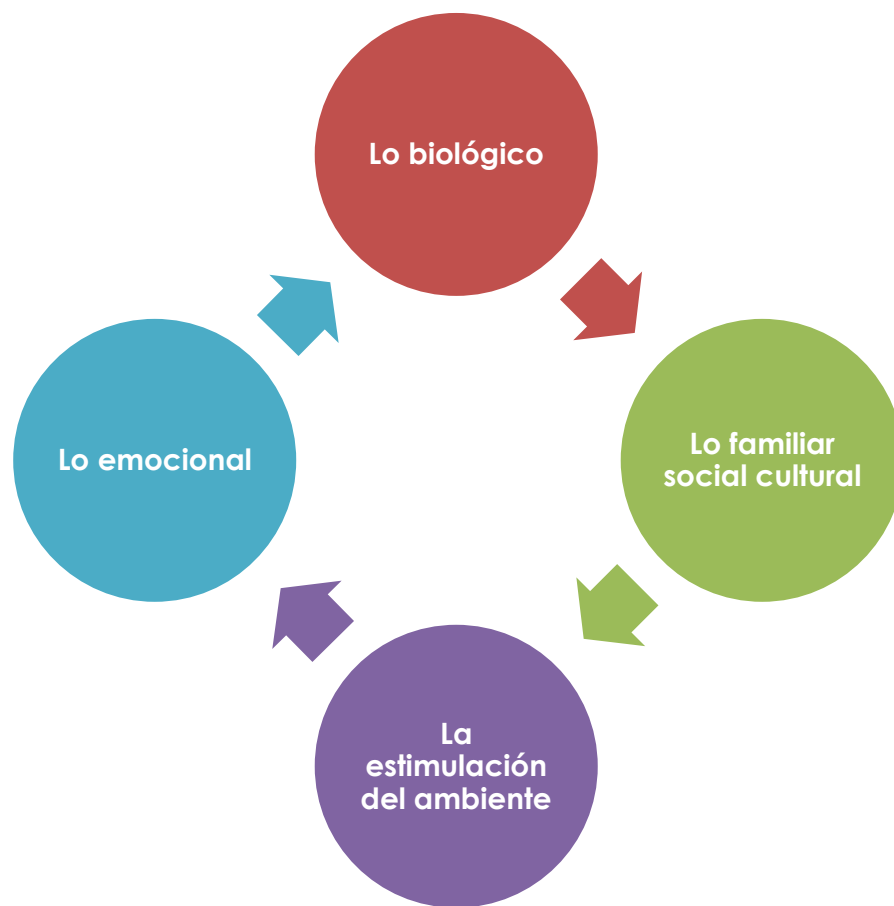 Lo biológico
Lo familiar
social cultural
La
estimulación
del ambiente
Lo emocional